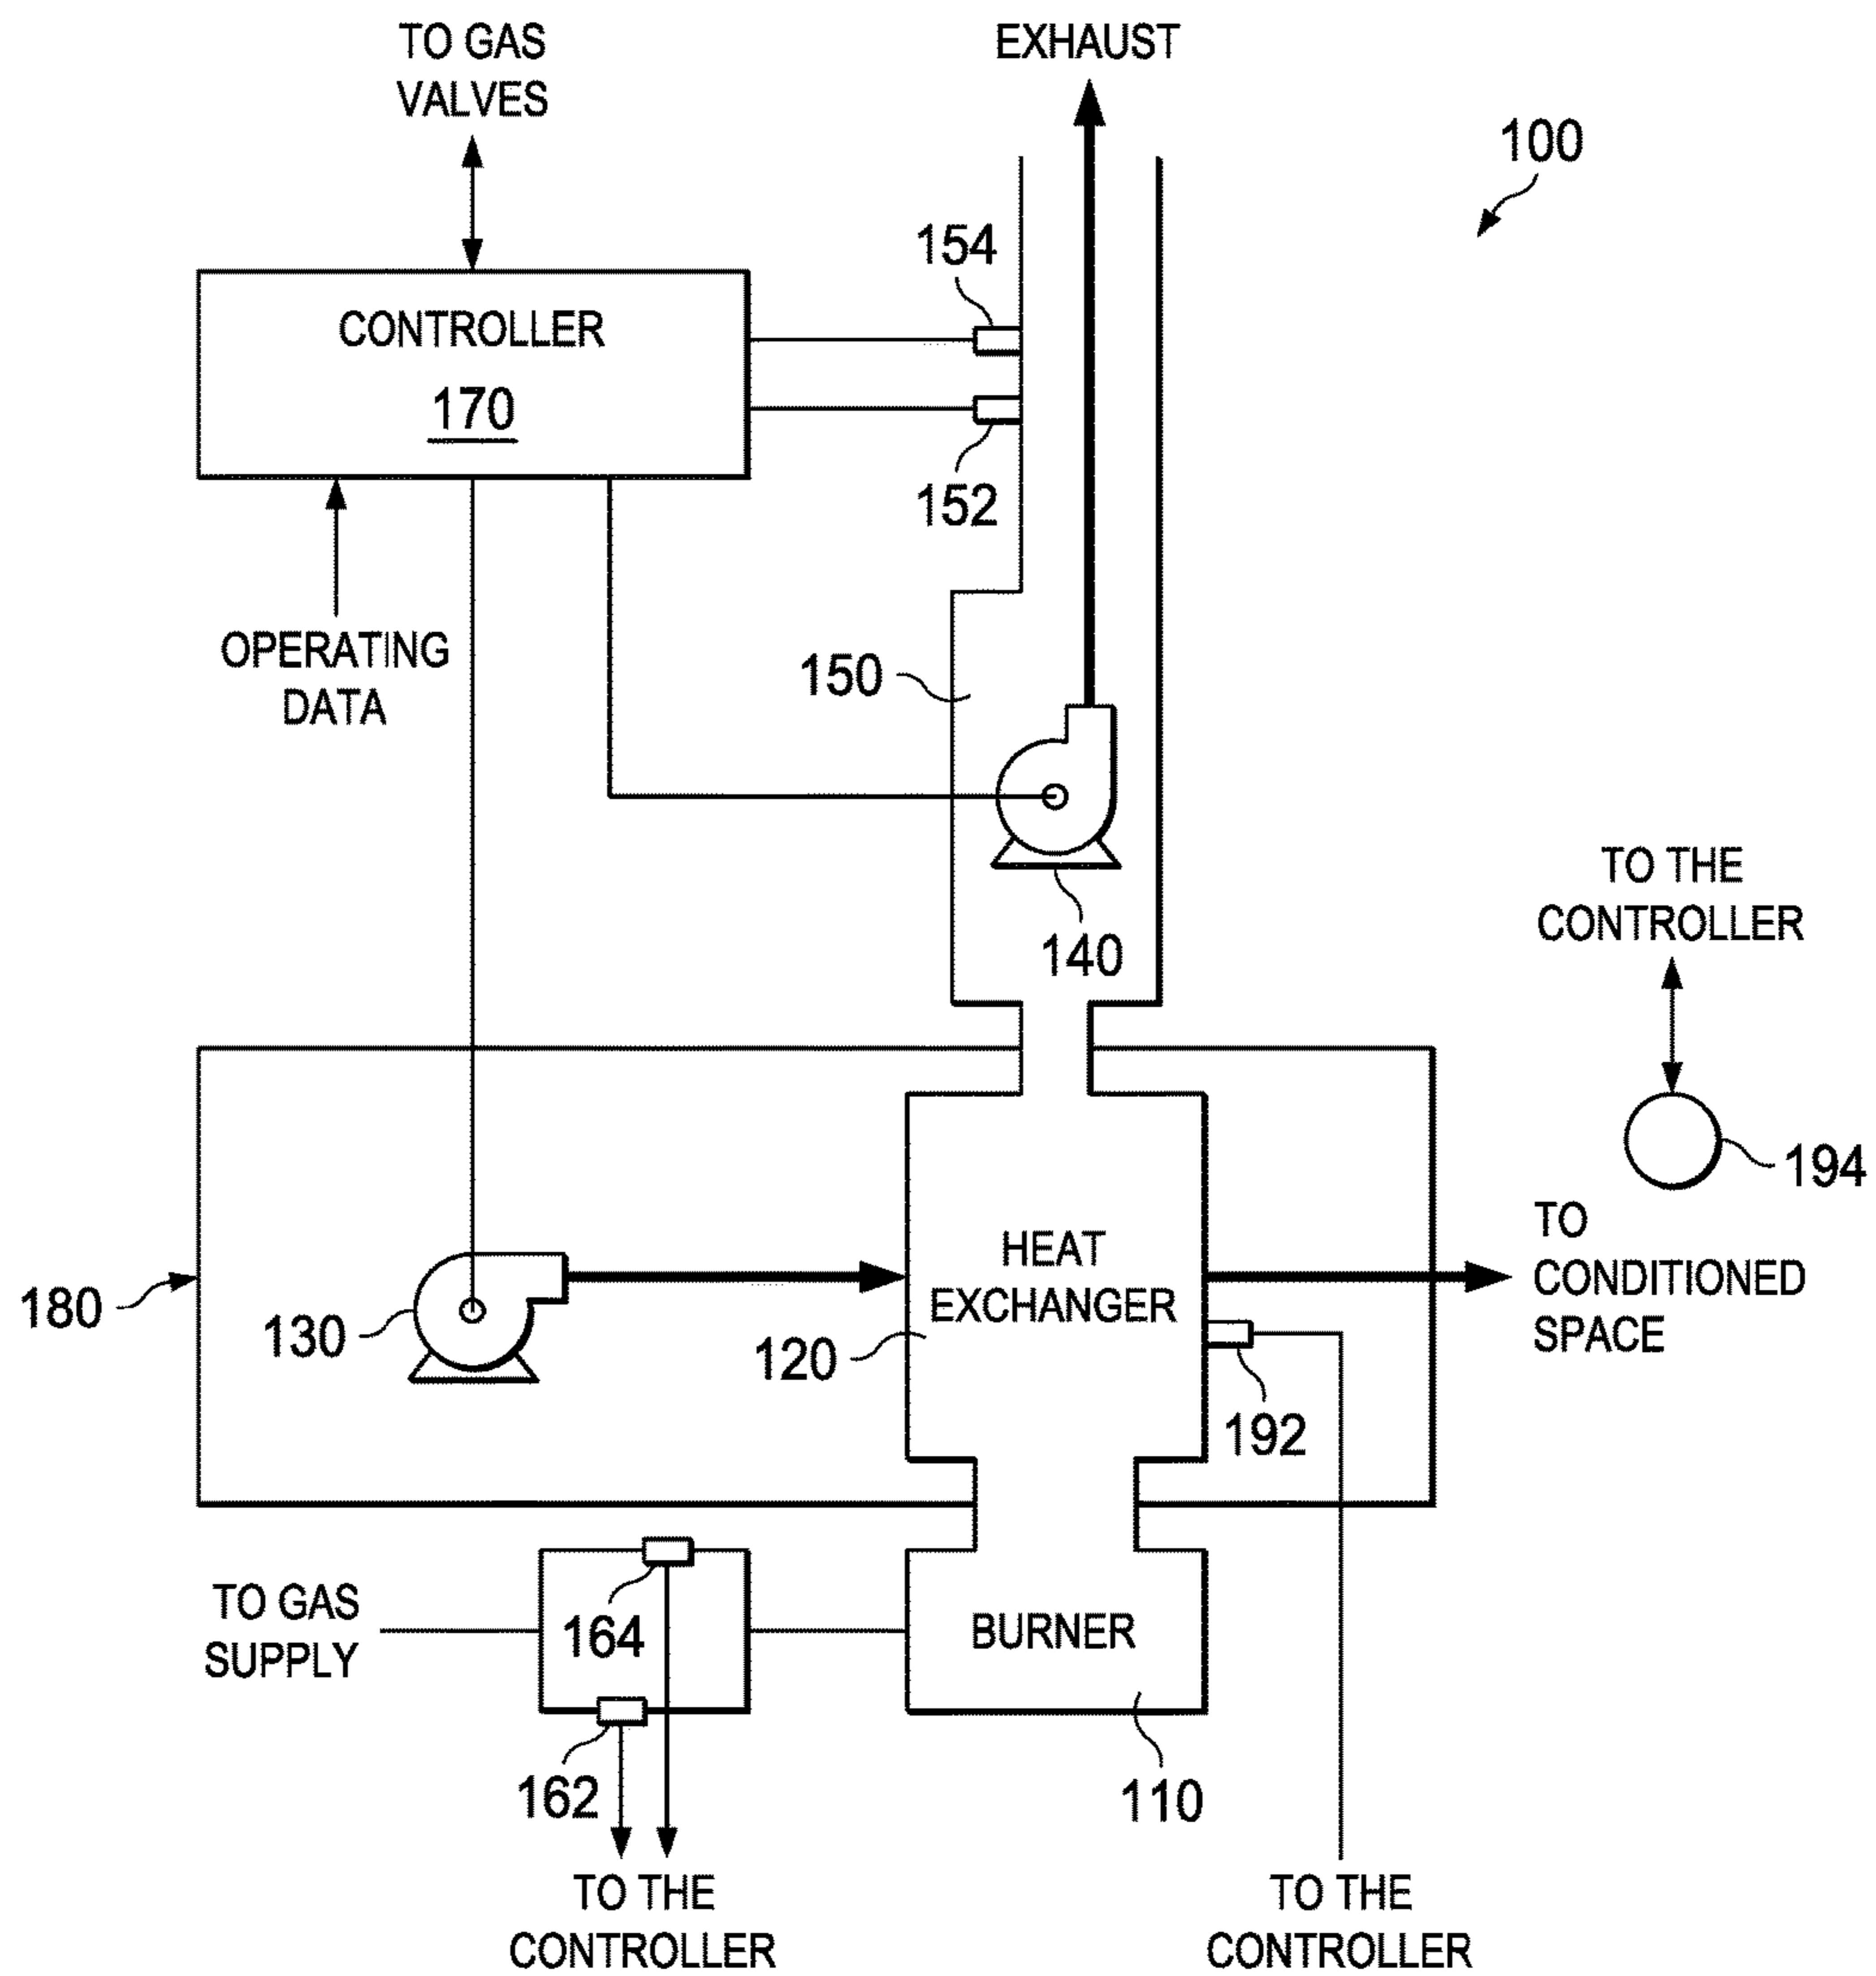 TO GAS
VALVES
EXHAUST
100
154
CONTROLLER
170
152
OPERATING
DATA
150
140
TO THE
CONTROLLER
194
TO
CONDITIONED
SPACE
HEAT
EXCHANGER
180
130
120
192
TO GAS
SUPPLY
164
BURNER
162
110
TO THE
CONTROLLER
TO THE
CONTROLLER